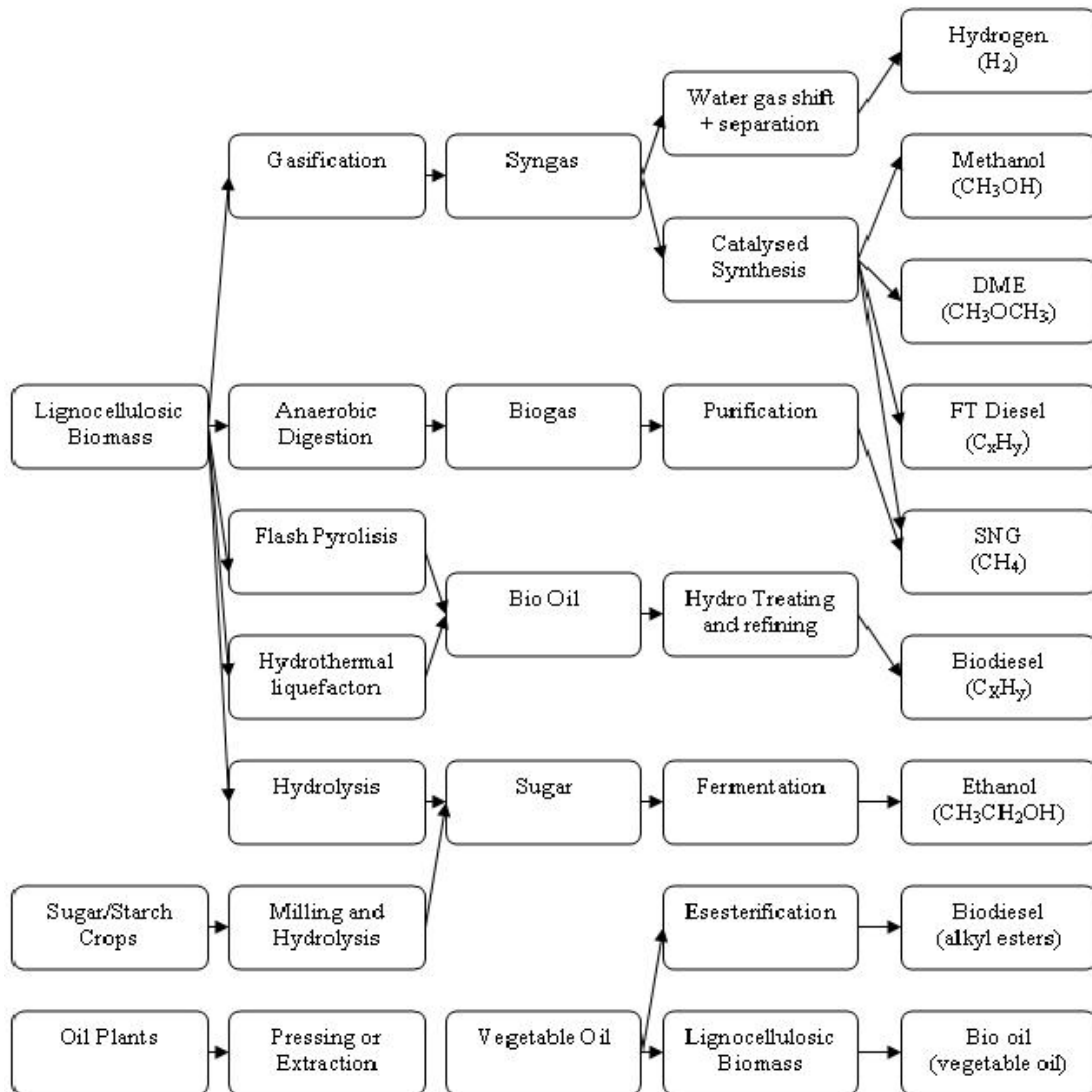 Hydrogen
(H₂)
Water gas shift
+ separation
Gasification
Syngas
Methanol
(CH₃OH)
Catalysed
Synthesis
DME
(CH₃OCH₃)
Lignocellulosic
Biomass
Anaerobic
Digestion
Biogas
Purification
FT Diesel
(CₓHᵧ)
Flash Pyrolisis
SNG
(CH₄)
Bio Oil
Hydro Treating
and refining
Hydrothermal
liquefacton
Biodiesel
(CₓHᵧ)
Hydrolysis
Sugar
Fermentation
Ethanol
(CH₃CH₂OH)
Sugar/Starch
Crops
Milling and
Hydrolysis
Esesterification
Biodiesel
(alkyl esters)
Oil Plants
Pressing or
Extraction
Vegetable Oil
Lignocellulosic
Biomass
Bio oil
(vegetable oil)